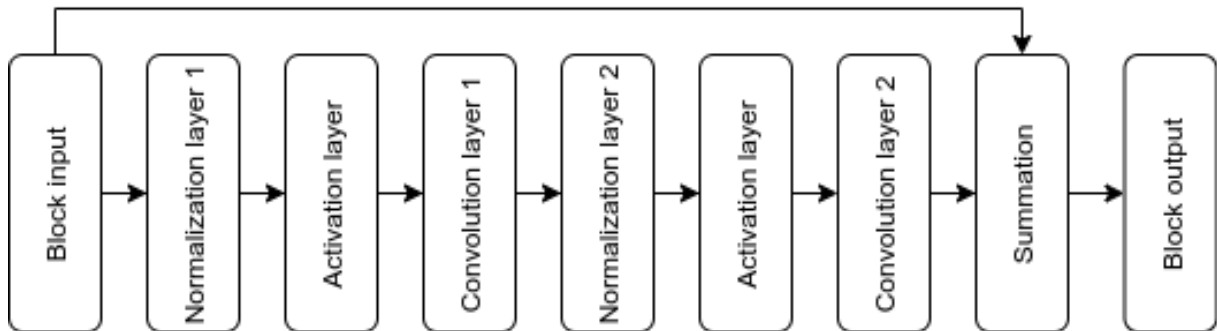 Block input
Normalization layer 1
Activation layer
Convolution layer 1
Normalization layer 2
Activation layer
Convolution layer 2
Summation
Block output